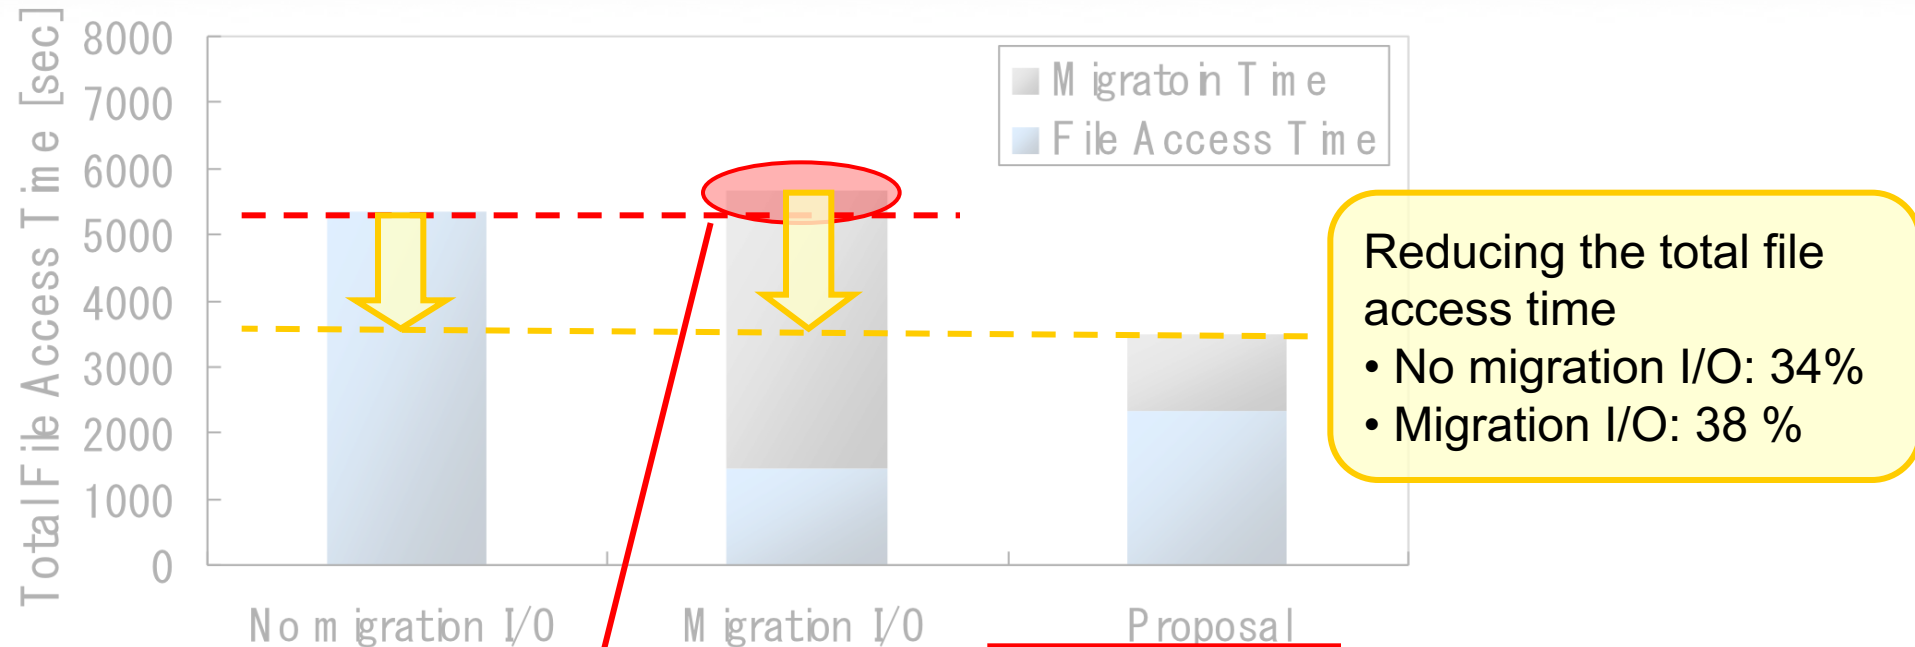 Total File Access Time [sec]
8000
7000
6000
5000
4000
3000
2000
1000
0
Migratoin Time
File Access Time
No migration I/O
Migration I/O
Proposal
Reducing the total file
access time
• No migration I/O: 34%
• Migration I/O: 38 %